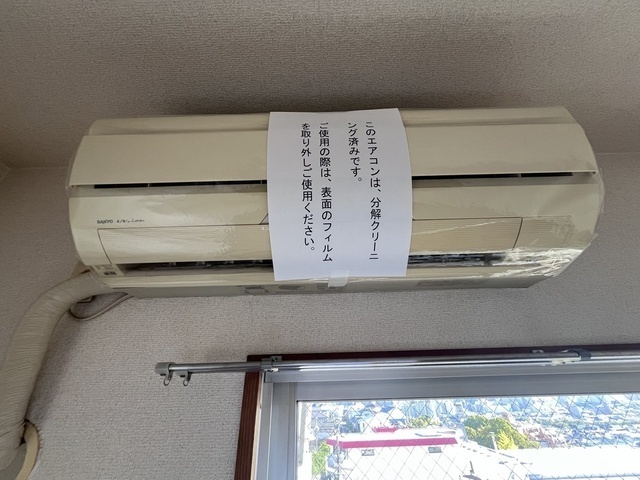 このエアコンは、分解クリーニ
ング済みです。
ご使用の際は、表面のフィルム
を取り外しご使用ください。
SANYO